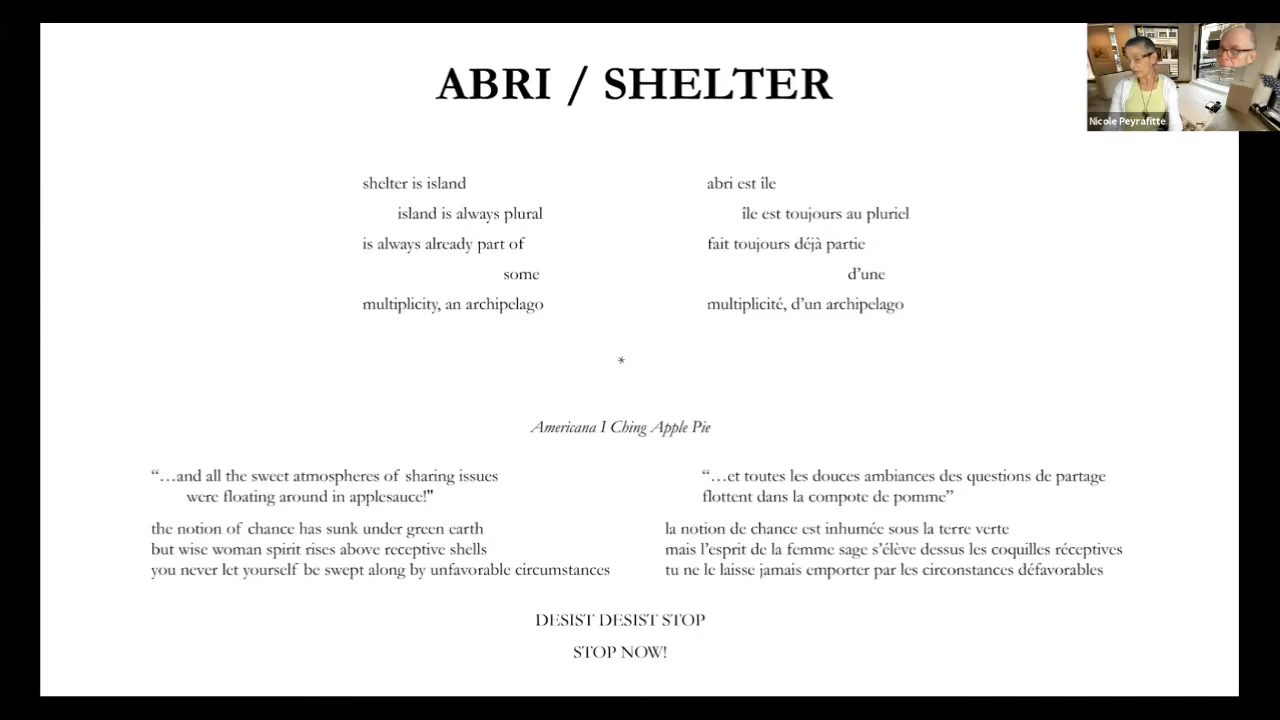 ABRI / SHELTER
Nicole Peyrafitte
shelter is island
island is always plural
is always already part of
some
multiplicity, an archipelago
abri est île
île est toujours au pluriel
fait toujours déjà partie
d’une
multiplicité, d’un archipelago
*
Americana I Ching Apple Pie
“…and all the sweet atmospheres of sharing issues
were floating around in applesauce!"
the notion of chance has sunk under green earth
but wise woman spirit rises above receptive shells
you never let yourself be swept along by unfavorable circumstances
“…et toutes les douces ambiances des questions de partage
flottent dans la compote de pomme”
la notion de chance est inhumée sous la terre verte
mais l’esprit de la femme sage s’élève dessus les coquilles réceptives
tu ne le laisse jamais emporter par les circonstances défavorables
DESIST DESIST STOP
STOP NOW!